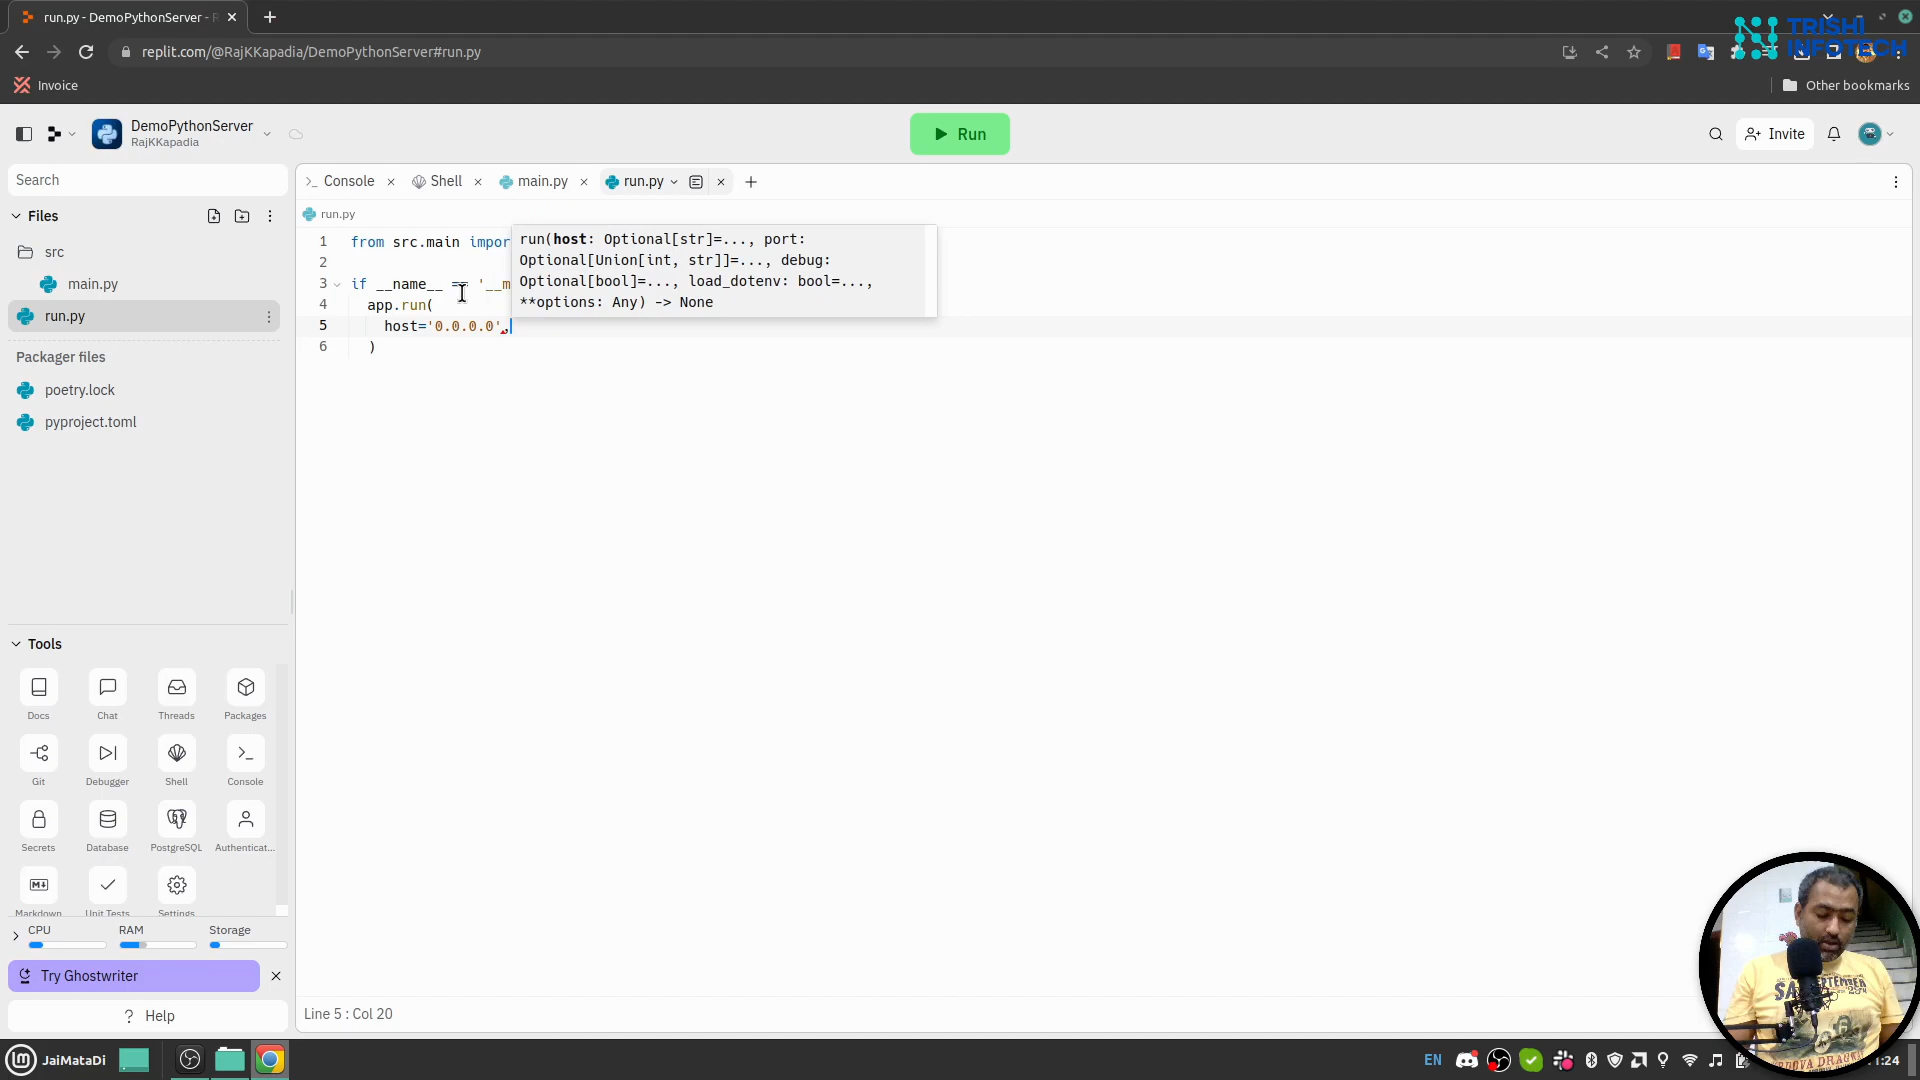 run.py - DemoPythonServer - R
TRISHI
INFOTECH
replit.com/@RajKKapadia/DemoPythonServer#run.py
Invoice
Other bookmarks
DemoPythonServer
RajKKapadia
Run
Invite
Search
Console
Shell
main.py
run.py
Files
run.py
src
main.py
run.py
Packager files
poetry.lock
pyproject.toml
1 from src.main impor
2
3 if __name__ == '__m
4 app.run(
5 host='0.0.0.0',
6 )
run(host: Optional[str]=..., port:
Optional[Union[int, str]]=..., debug:
Optional[bool]=..., load_dotenv: bool=...,
**options: Any) -> None
Tools
Docs
Chat
Threads
Packages
Git
Debugger
Shell
Console
Secrets
Database
PostgreSQL
Authenticat...
Markdown
Unit Tests
Settings
CPU
RAM
Storage
Try Ghostwriter
? Help
Line 5 : Col 20
JaiMataDi
EN